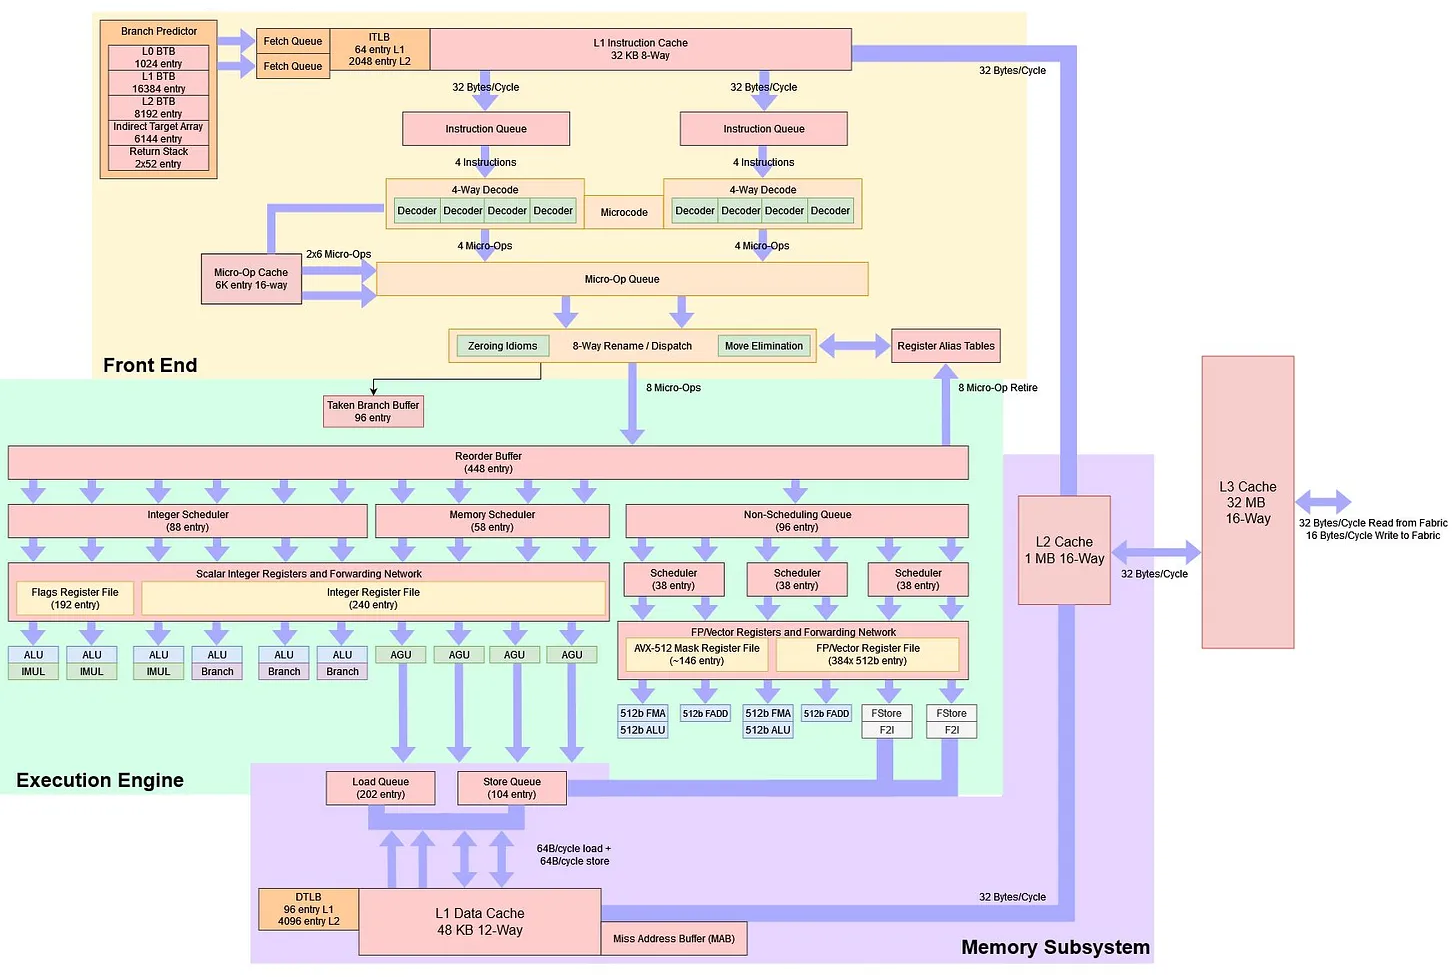 Branch Predictor
L0 BTB
1024 entry
L1 BTB
16384 entry
L2 BTB
8192 entry
Indirect Target Array
6144 entry
Return Stack
2x52 entry
Fetch Queue
Fetch Queue
ITLB
64 entry L1
2048 entry L2
L1 Instruction Cache
32 KB 8-Way
32 Bytes/Cycle
32 Bytes/Cycle
32 Bytes/Cycle
Instruction Queue
Instruction Queue
4 Instructions
4 Instructions
4-Way Decode
Decoder
Decoder
Decoder
Decoder
Microcode
4-Way Decode
Decoder
Decoder
Decoder
Decoder
4 Micro-Ops
4 Micro-Ops
2x6 Micro-Ops
Micro-Op Cache
6K entry 16-way
Micro-Op Queue
Zeroing Idioms
8-Way Rename / Dispatch
Move Elimination
Register Alias Tables
Front End
8 Micro-Ops
8 Micro-Op Retire
Taken Branch Buffer
96 entry
Reorder Buffer
(448 entry)
Integer Scheduler
(88 entry)
Memory Scheduler
(58 entry)
Non-Scheduling Queue
(96 entry)
Scalar Integer Registers and Forwarding Network
Flags Register File
(192 entry)
Integer Register File
(240 entry)
Scheduler
(38 entry)
Scheduler
(38 entry)
Scheduler
(38 entry)
FP/Vector Registers and Forwarding Network
AVX-512 Mask Register File
(~146 entry)
FP/Vector Register File
(384x 512b entry)
ALU
IMUL
ALU
IMUL
ALU
IMUL
ALU
Branch
ALU
Branch
ALU
Branch
AGU
AGU
AGU
AGU
512b FMA
512b ALU
512b FADD
512b FMA
512b ALU
512b FADD
FStore
F2I
FStore
F2I
Execution Engine
Load Queue
(202 entry)
Store Queue
(104 entry)
64B/cycle load +
64B/cycle store
DTLB
96 entry L1
4096 entry L2
L1 Data Cache
48 KB 12-Way
Miss Address Buffer (MAB)
32 Bytes/Cycle
Memory Subsystem
L2 Cache
1 MB 16-Way
32 Bytes/Cycle
L3 Cache
32 MB
16-Way
32 Bytes/Cycle Read from Fabric
16 Bytes/Cycle Write to Fabric